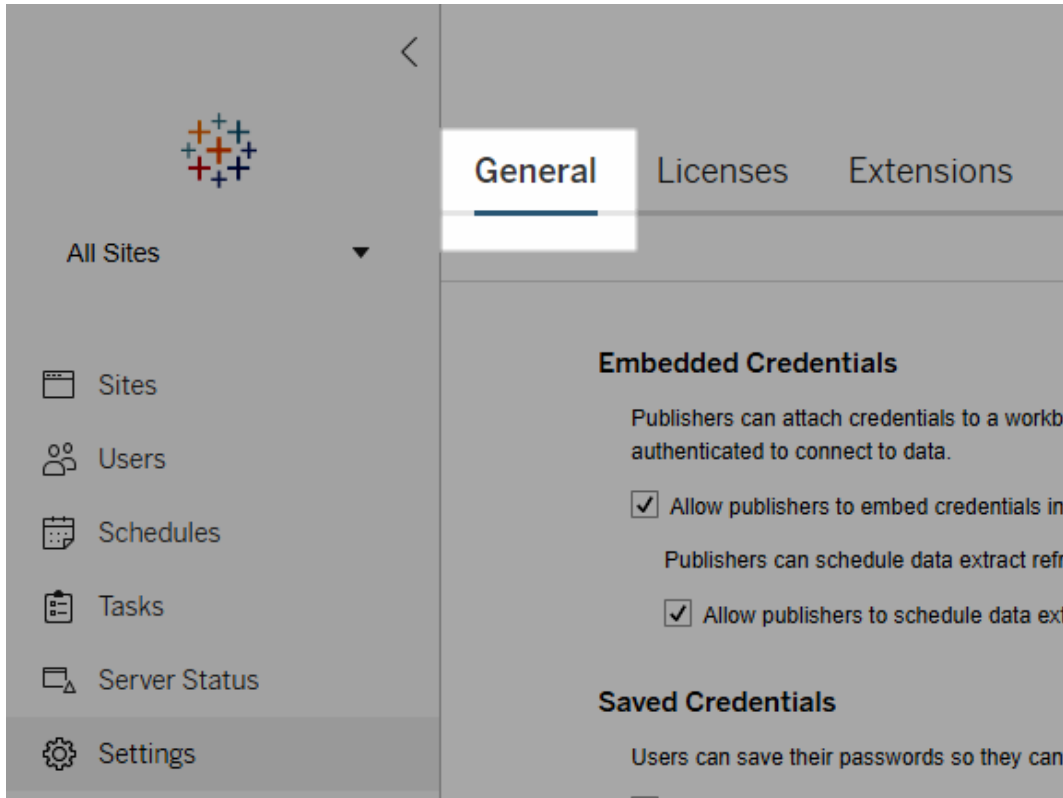 General Licenses Extensions
All Sites
Sites
Users
Schedules
Tasks
Server Status
Settings
Embedded Credentials
Publishers can attach credentials to a workb
authenticated to connect to data.
Allow publishers to embed credentials in
Publishers can schedule data extract refr
Allow publishers to schedule data ext
Saved Credentials
Users can save their passwords so they can